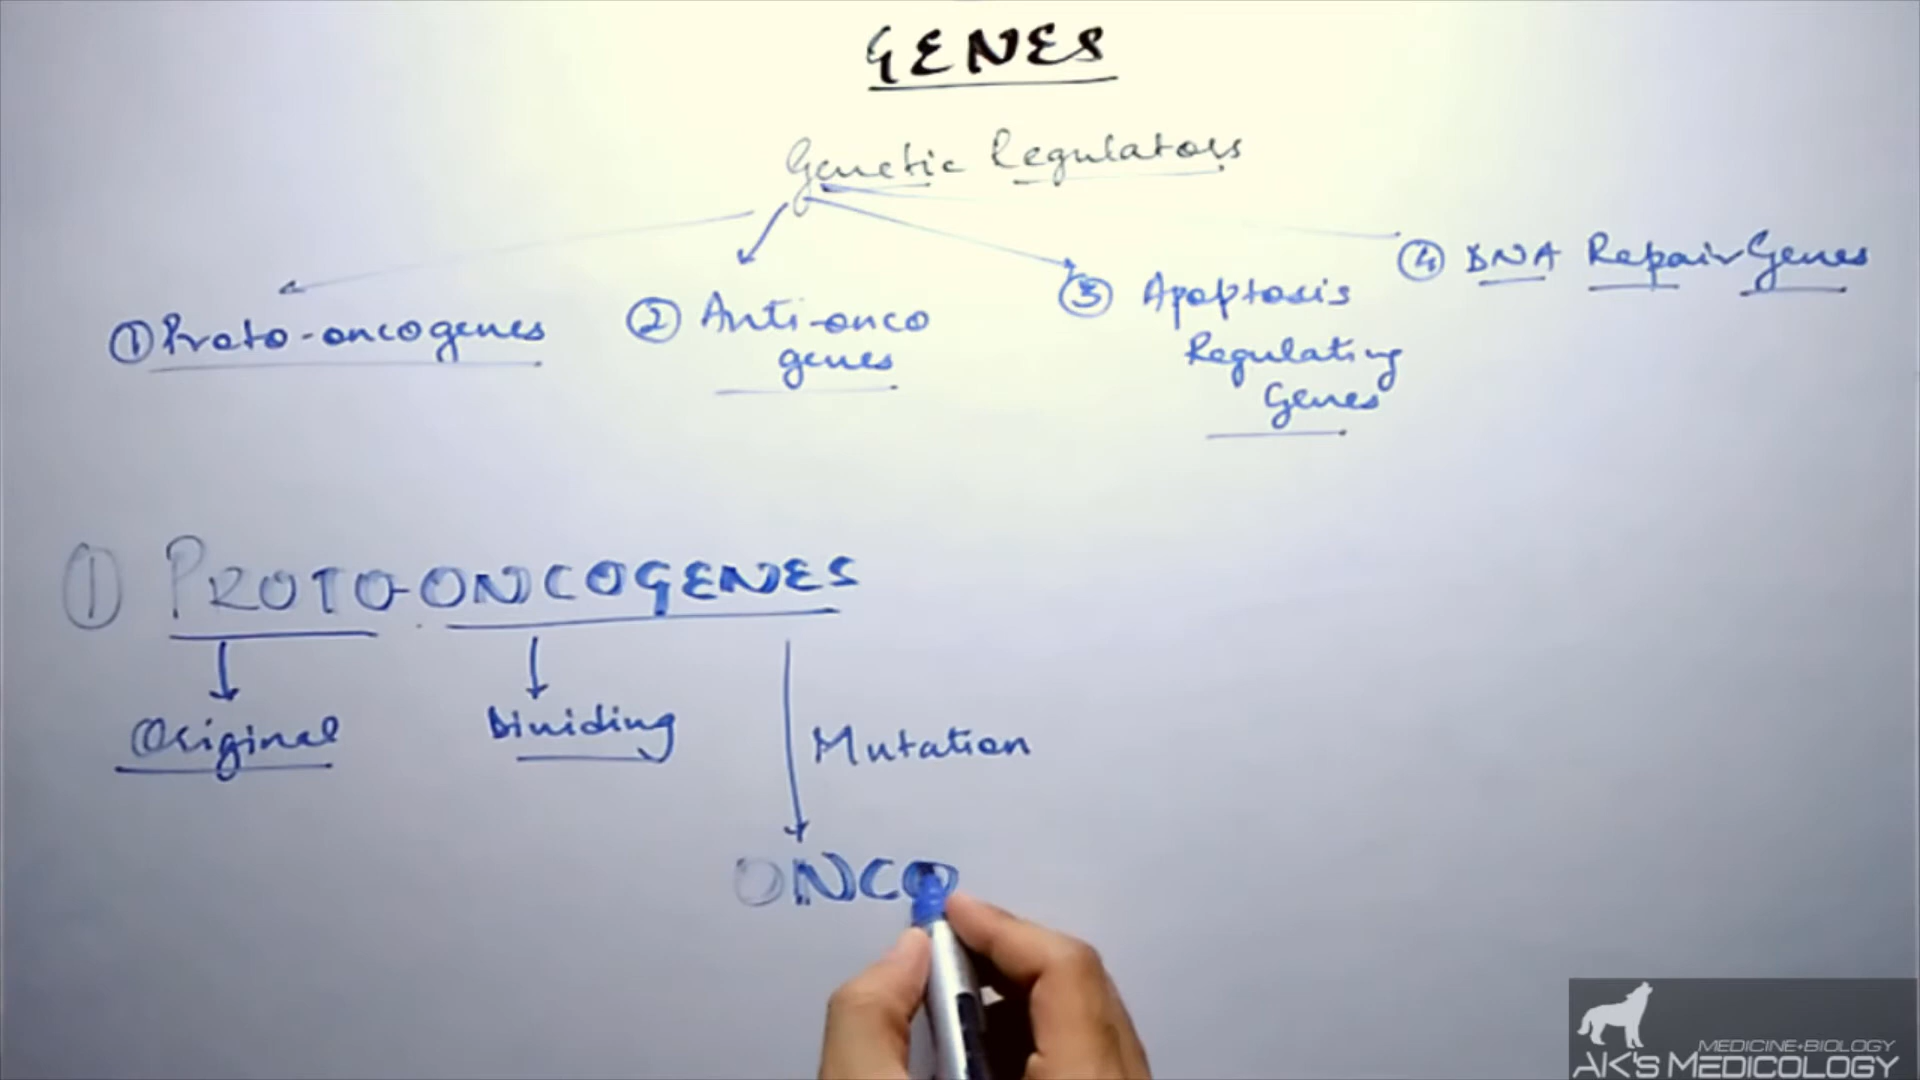 GENES
Genetic Regulators
① Proto-oncogenes
② Anti-onco
genes
③ Apoptosis
Regulating
Genes
④ DNA Repair Genes
① PROTO-ONCOGENES
Original
Dividing
Mutation
ONCO
MEDICINE+BIOLOGY
AK'S MEDICOLOGY